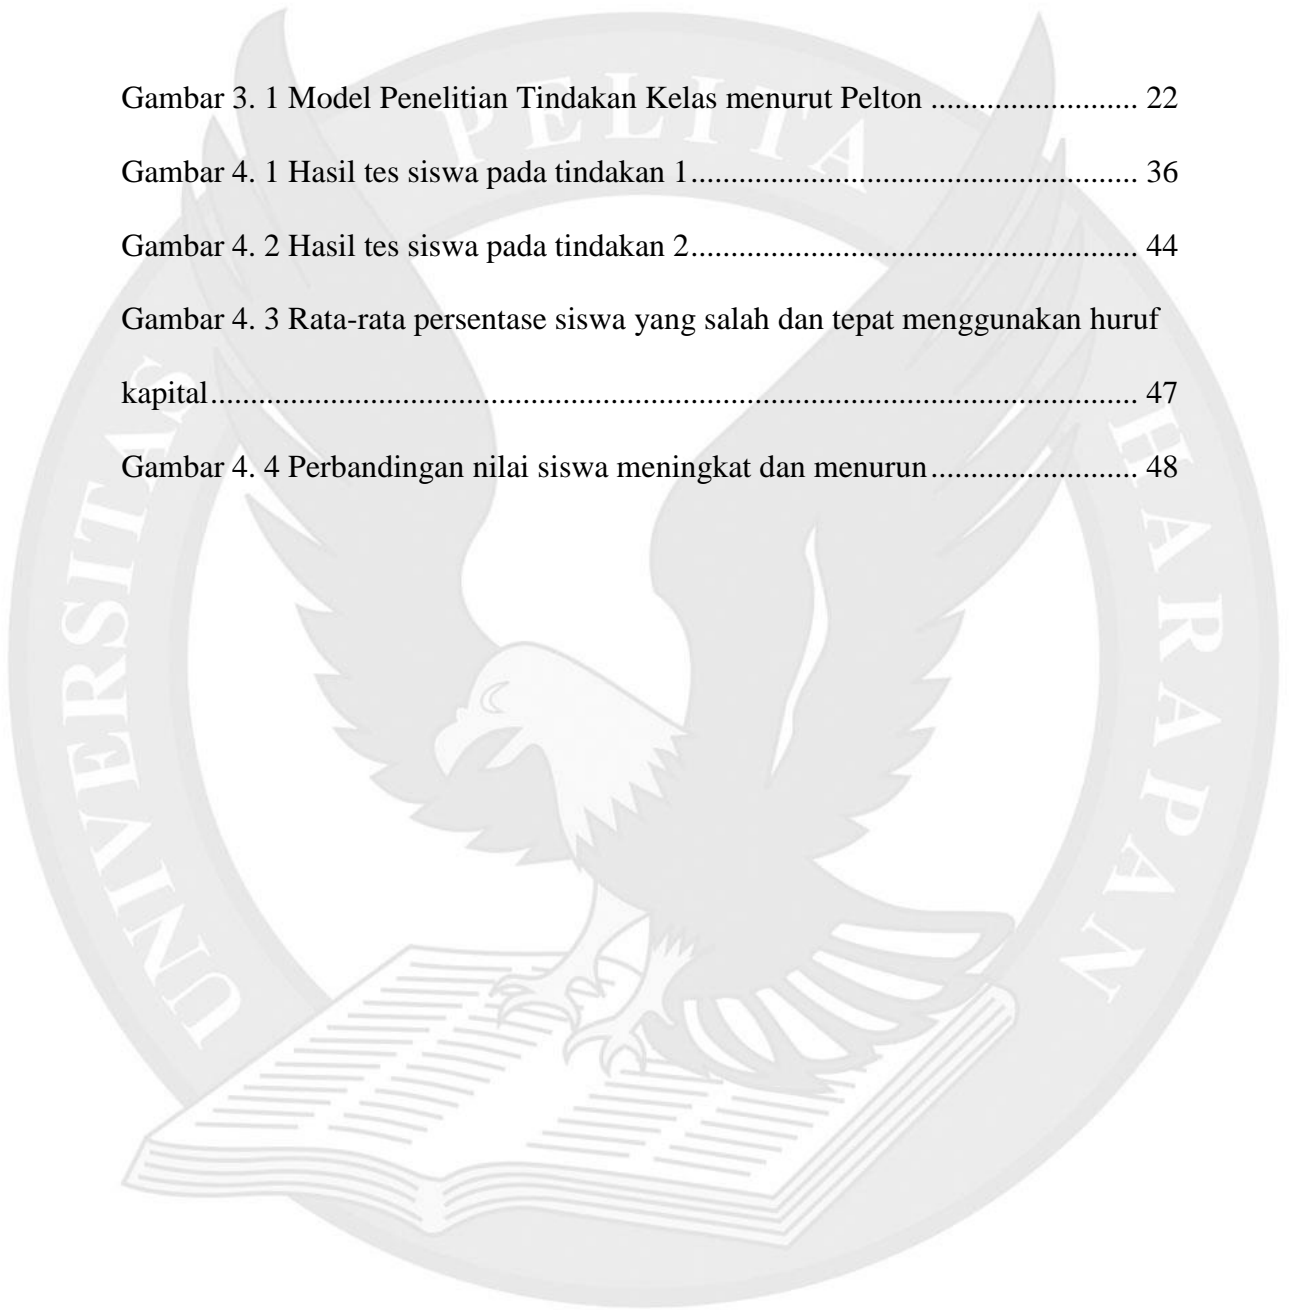 Gambar 3. 1 Model Penelitian Tindakan Kelas menurut Pelton .......................... 22
Gambar 4. 1 Hasil tes siswa pada tindakan 1....................................................... 36
Gambar 4. 2 Hasil tes siswa pada tindakan 2....................................................... 44
Gambar 4. 3 Rata-rata persentase siswa yang salah dan tepat menggunakan huruf
kapital................................................................................................................... 47
Gambar 4. 4 Perbandingan nilai siswa meningkat dan menurun.......................... 48
UNIVERSITAS PELITA HARAPAN